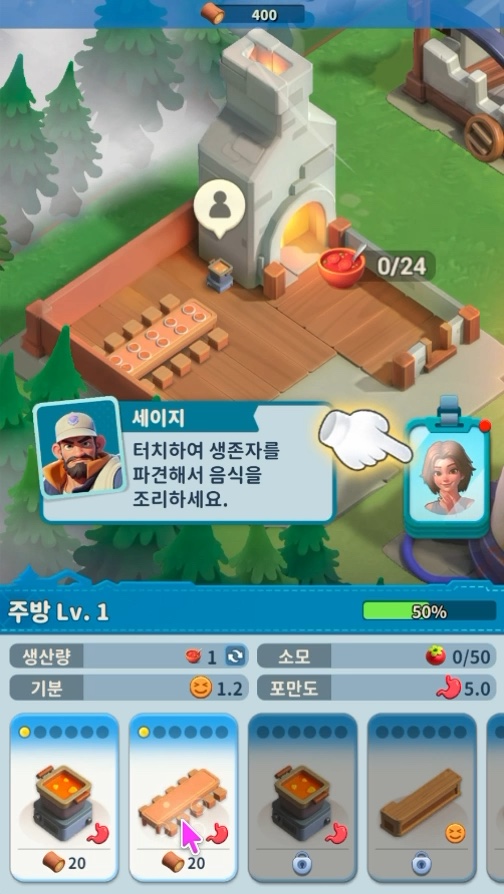 400
0/24
세이지
터치하여 생존자를
파견해서 음식을
조리하세요.
주방 Lv. 1
50%
생산량 1
소모 0/50
기분 1.2
포만도 5.0
20
20